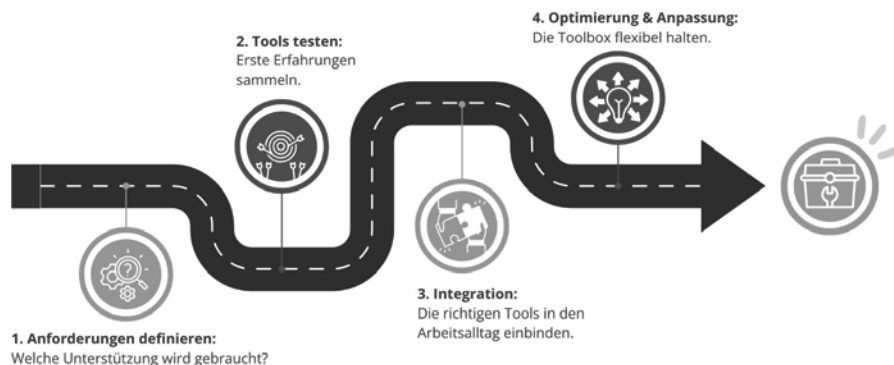 1. Anforderungen definieren:
Welche Unterstützung wird gebraucht?
2. Tools testen:
Erste Erfahrungen
sammeln.
3. Integration:
Die richtigen Tools in den
Arbeitsalltag einbinden.
4. Optimierung & Anpassung:
Die Toolbox flexibel halten.
?